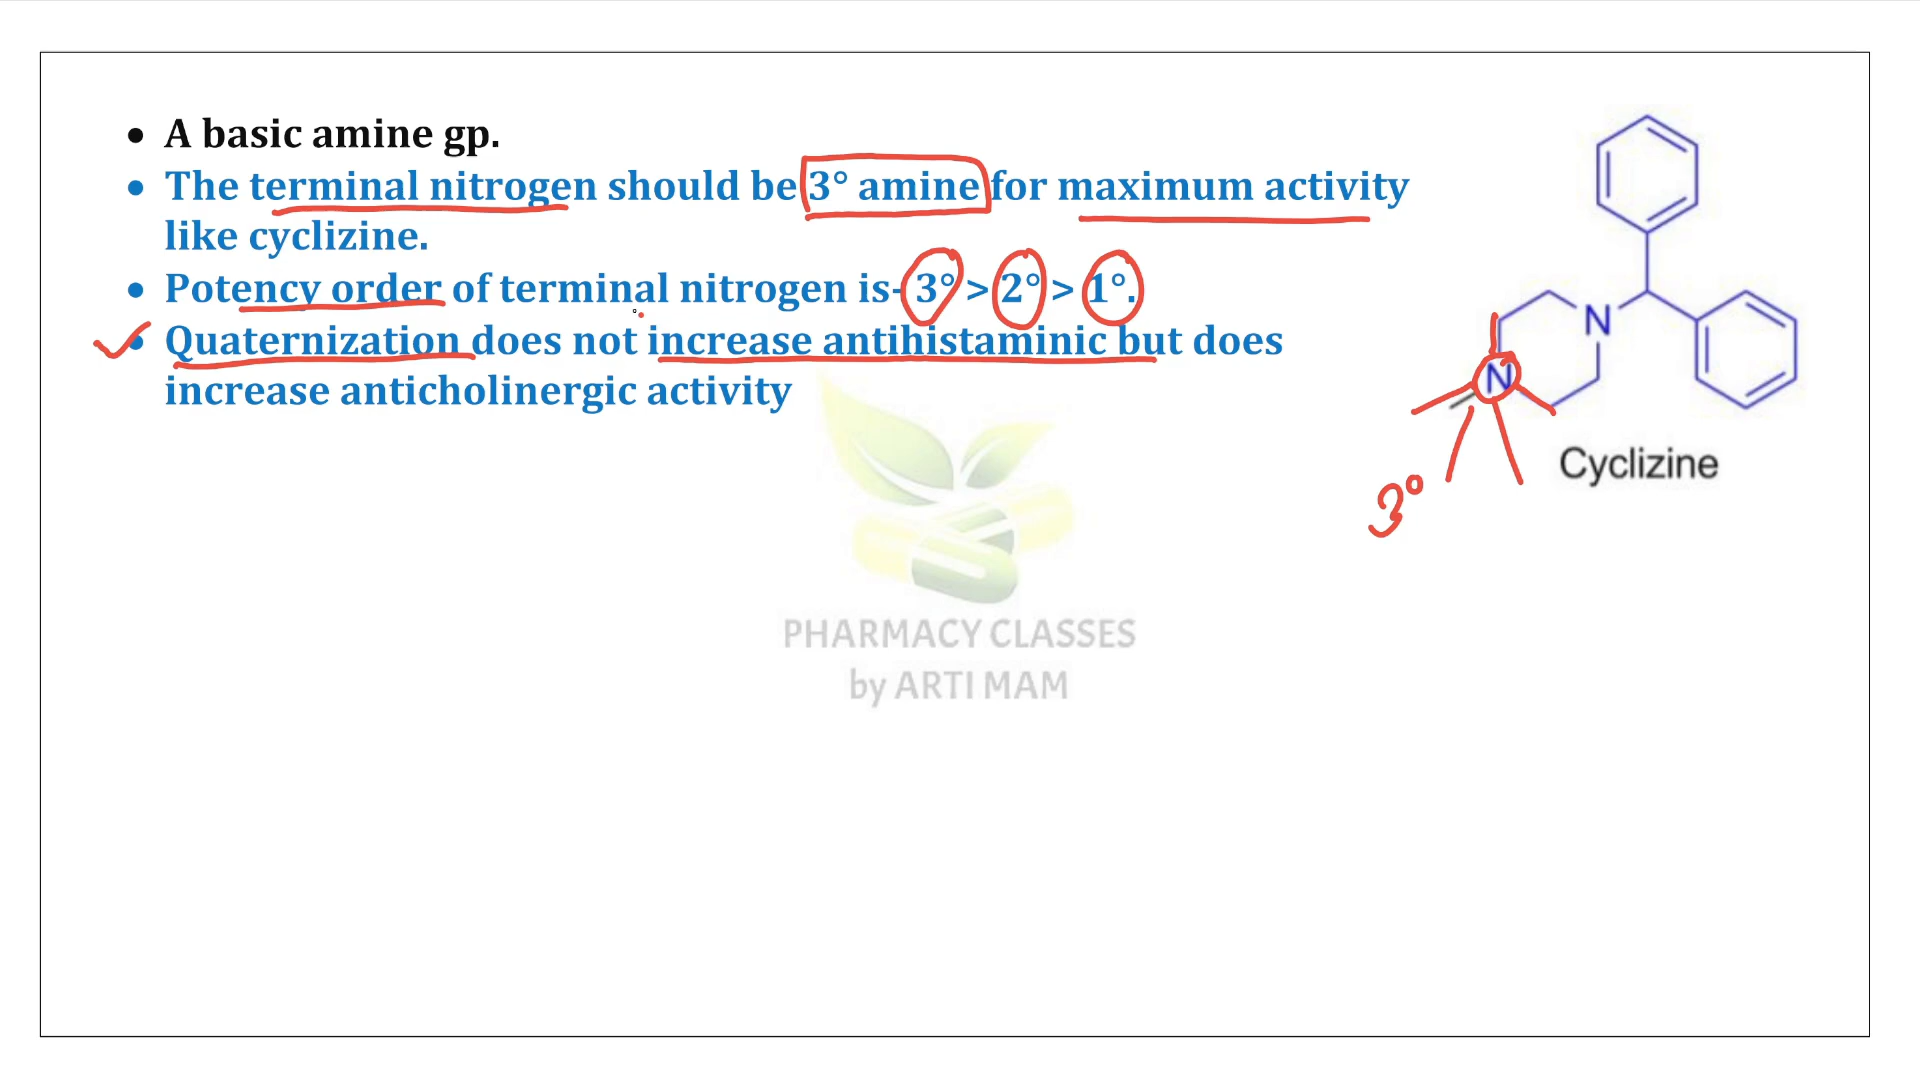 • A basic amine gp.
• The terminal nitrogen should be 3° amine for maximum activity
like cyclizine.
• Potency order of terminal nitrogen is- 3° > 2° > 1°.
• Quaternization does not increase antihistaminic but does
increase anticholinergic activity
N
N
Cyclizine
3°
PHARMACY CLASSES
by ARTI MAM